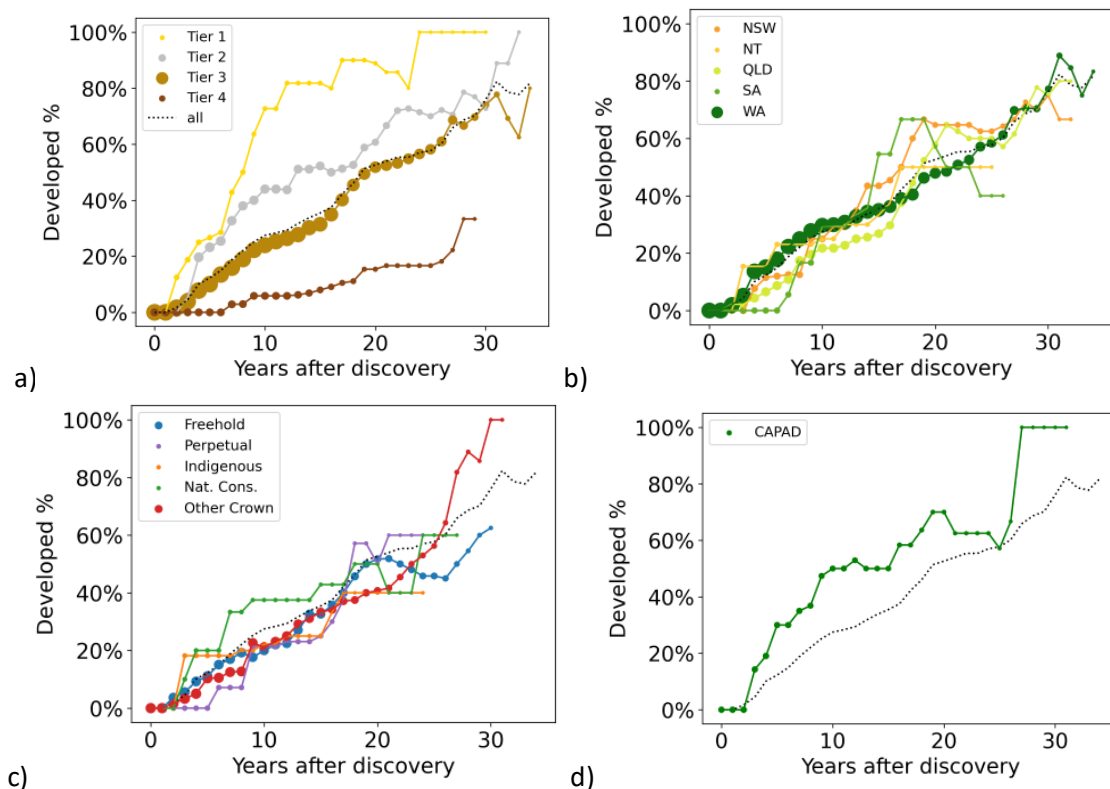 100%
80%
60%
40%
20%
0%
Developed %
Tier 1
Tier 2
Tier 3
Tier 4
all
0
10
20
30
Years after discovery
a)
100%
80%
60%
40%
20%
0%
Developed %
NSW
NT
QLD
SA
WA
0
10
20
30
Years after discovery
b)
100%
80%
60%
40%
20%
0%
Developed %
Freehold
Perpetual
Indigenous
Nat. Cons.
Other Crown
0
10
20
30
Years after discovery
c)
100%
80%
60%
40%
20%
0%
Developed %
CAPAD
0
10
20
30
Years after discovery
d)